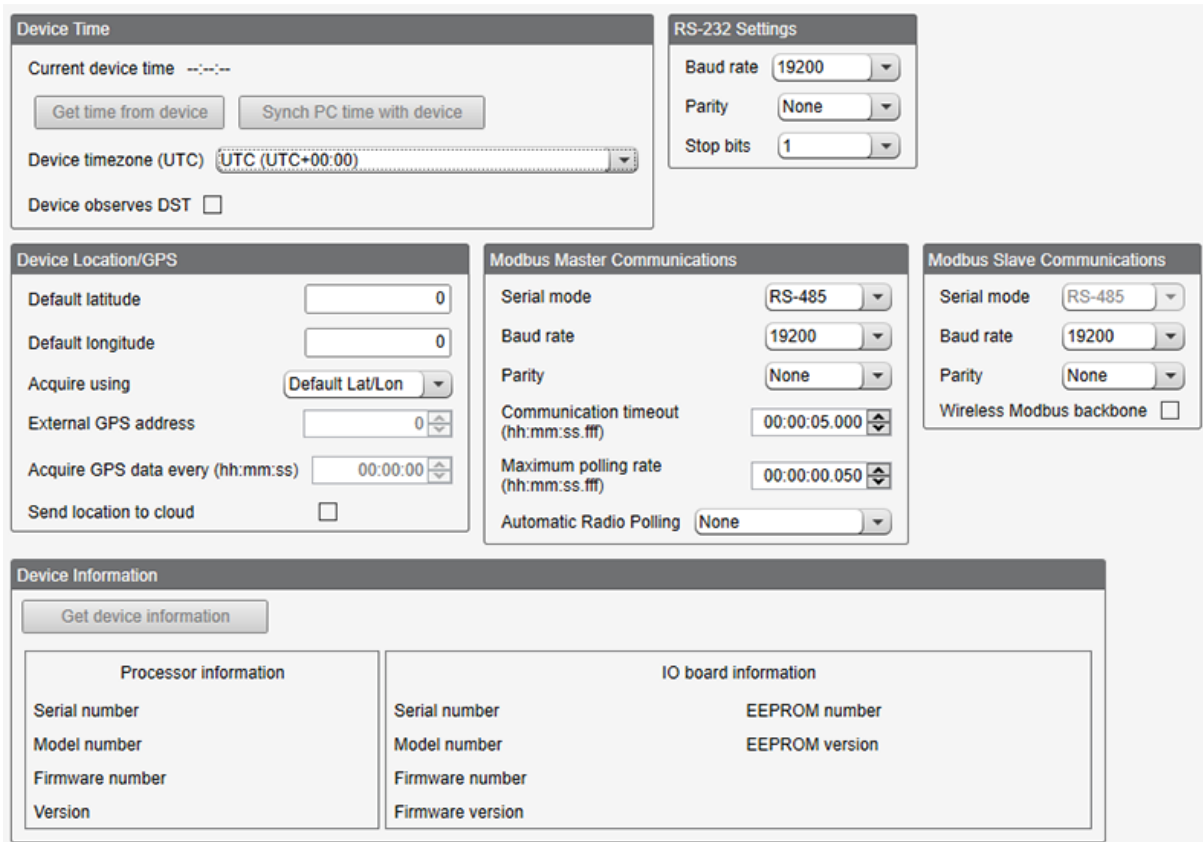 Device Time
Current device time --:--:--
Get time from device Synch PC time with device
Device timezone (UTC) UTC (UTC+00:00)
Device observes DST
RS-232 Settings
Baud rate 19200
Parity None
Stop bits 1
Device Location/GPS
Default latitude 0
Default longitude 0
Acquire using Default Lat/Lon
External GPS address 0
Acquire GPS data every (hh:mm:ss) 00:00:00
Send location to cloud
Modbus Master Communications
Serial mode RS-485
Baud rate 19200
Parity None
Communication timeout
(hh:mm:ss.fff) 00:00:05.000
Maximum polling rate
(hh:mm:ss.fff) 00:00:00.050
Automatic Radio Polling None
Modbus Slave Communications
Serial mode RS-485
Baud rate 19200
Parity None
Wireless Modbus backbone
Device Information
Get device information
Processor information
Serial number
Model number
Firmware number
Version
IO board information
Serial number EEPROM number
Model number EEPROM version
Firmware number
Firmware version